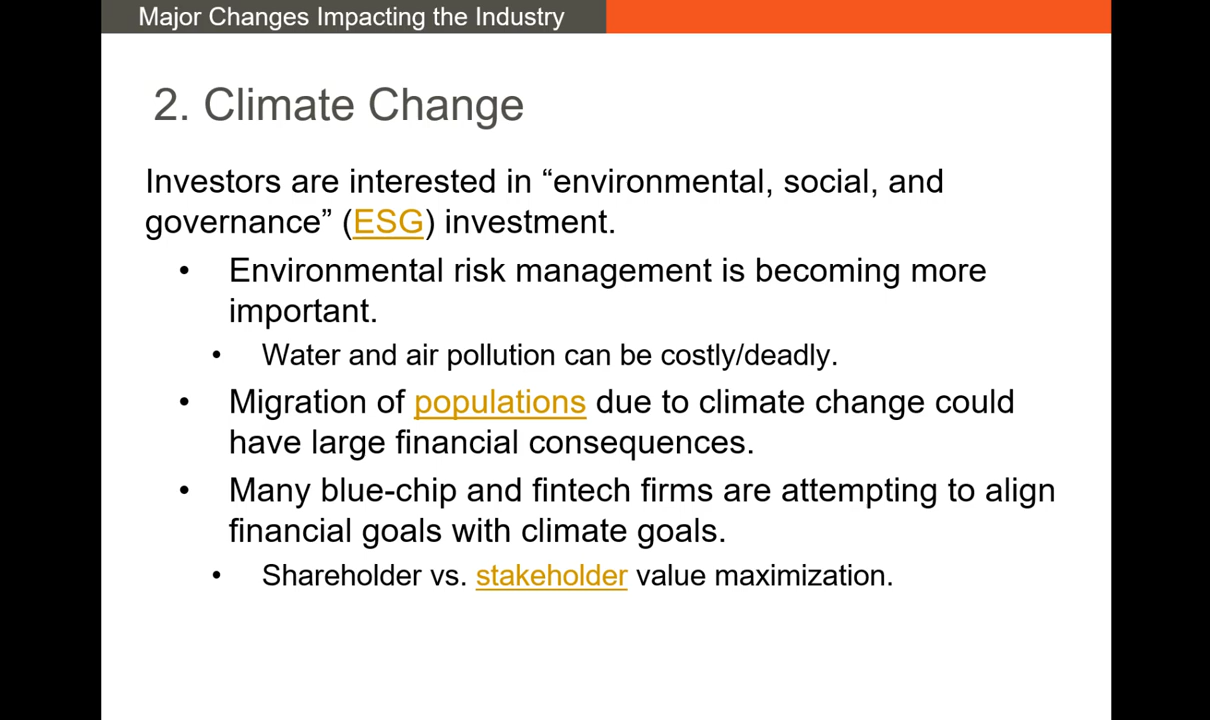 Major Changes Impacting the Industry
2. Climate Change
Investors are interested in “environmental, social, and
governance” (ESG) investment.
• Environmental risk management is becoming more
important.
• Water and air pollution can be costly/deadly.
• Migration of populations due to climate change could
have large financial consequences.
• Many blue-chip and fintech firms are attempting to align
financial goals with climate goals.
• Shareholder vs. stakeholder value maximization.